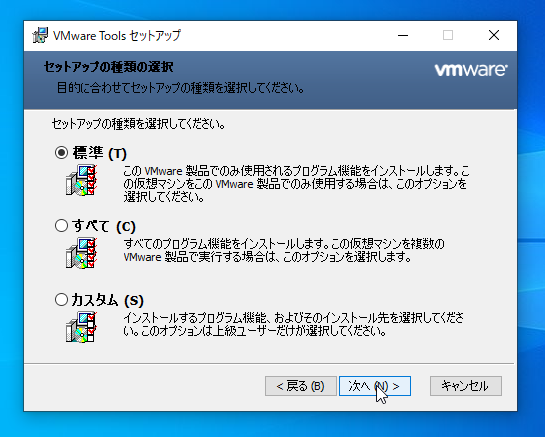 VMware Tools セットアップ
セットアップの種類の選択
目的に合わせてセットアップの種類を選択してください。
vmware®
セットアップの種類を選択してください。
標準 (T)
この VMware 製品でのみ使用されるプログラム機能をインストールします。こ
の仮想マシンをこの VMware 製品でのみ使用する場合は、このオプションを
選択してください。
すべて (C)
すべてのプログラム機能をインストールします。この仮想マシンを複数の
VMware 製品で実行する場合は、このオプションを選択します。
カスタム (S)
インストールするプログラム機能、およびそのインストール先を選択してくださ
い。このオプションは上級ユーザーだけが選択してください。
< 戻る (B)
次へ (N) >
キャンセル